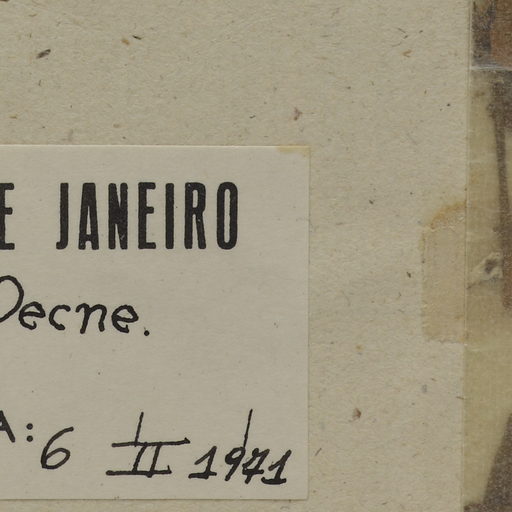 E JANEIRO
Decne.
A: 6 II 1971